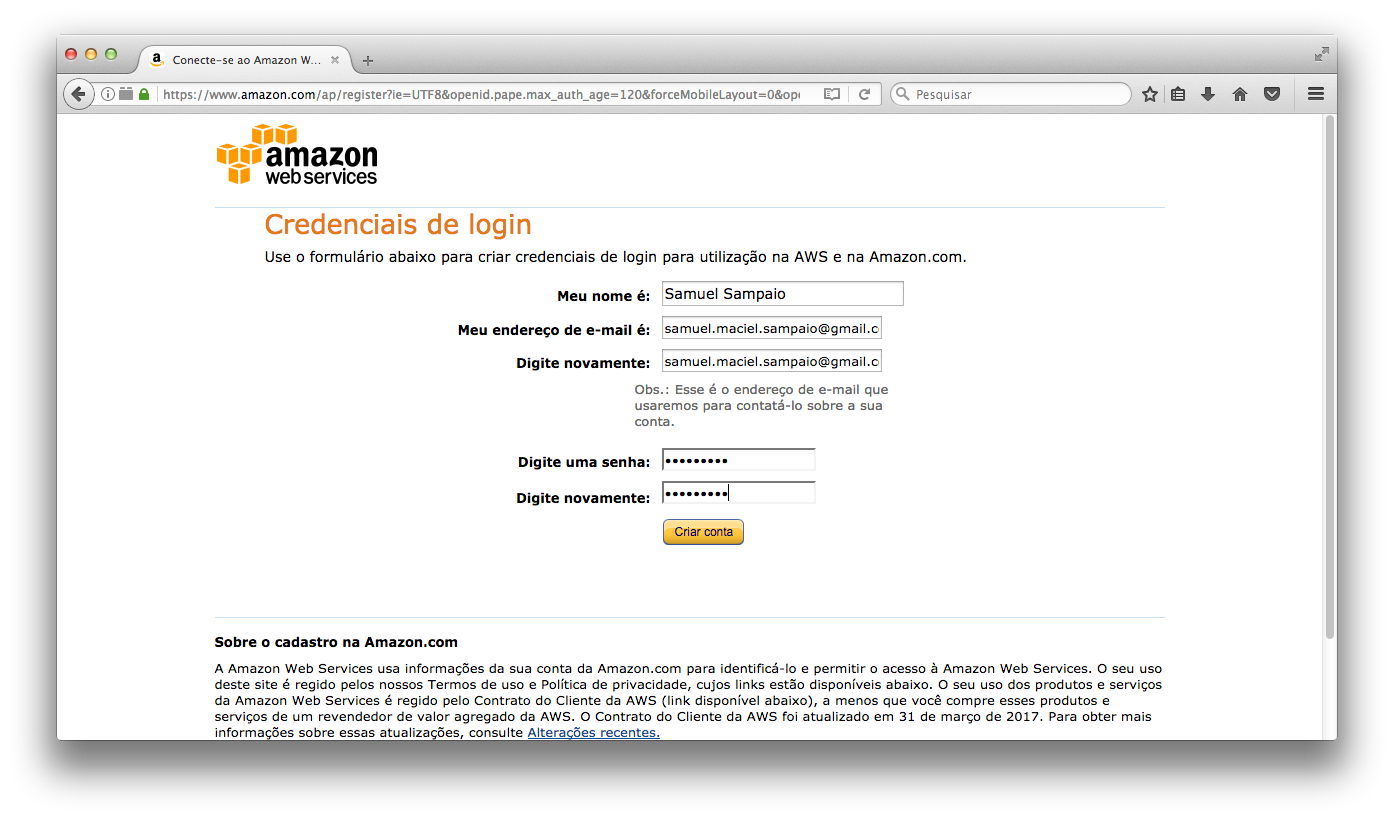 Conecte-se ao Amazon W...
https://www.amazon.com/ap/register?ie=UTF8&openid.pape.max_auth_age=120&forceMobileLayout=0&ope
Pesquisar
amazon
web services
Credenciais de login
Use o formulário abaixo para criar credenciais de login para utilização na AWS e na Amazon.com.
Meu nome é: Samuel Sampaio
Meu endereço de e-mail é: samuel.maciel.sampaio@gmail.c
Digite novamente: samuel.maciel.sampaio@gmail.c
Obs.: Esse é o endereço de e-mail que
usaremos para contatá-lo sobre a sua
conta.
Digite uma senha: •••••••••
Digite novamente: •••••••••
Criar conta
Sobre o cadastro na Amazon.com
A Amazon Web Services usa informações da sua conta da Amazon.com para identificá-lo e permitir o acesso à Amazon Web Services. O seu uso
deste site é regido pelos nossos Termos de uso e Política de privacidade, cujos links estão disponíveis abaixo. O seu uso dos produtos e serviços
da Amazon Web Services é regido pelo Contrato do Cliente da AWS (link disponível abaixo), a menos que você compre esses produtos e
serviços de um revendedor de valor agregado da AWS. O Contrato do Cliente da AWS foi atualizado em 31 de março de 2017. Para obter mais
informações sobre essas atualizações, consulte Alterações recentes.